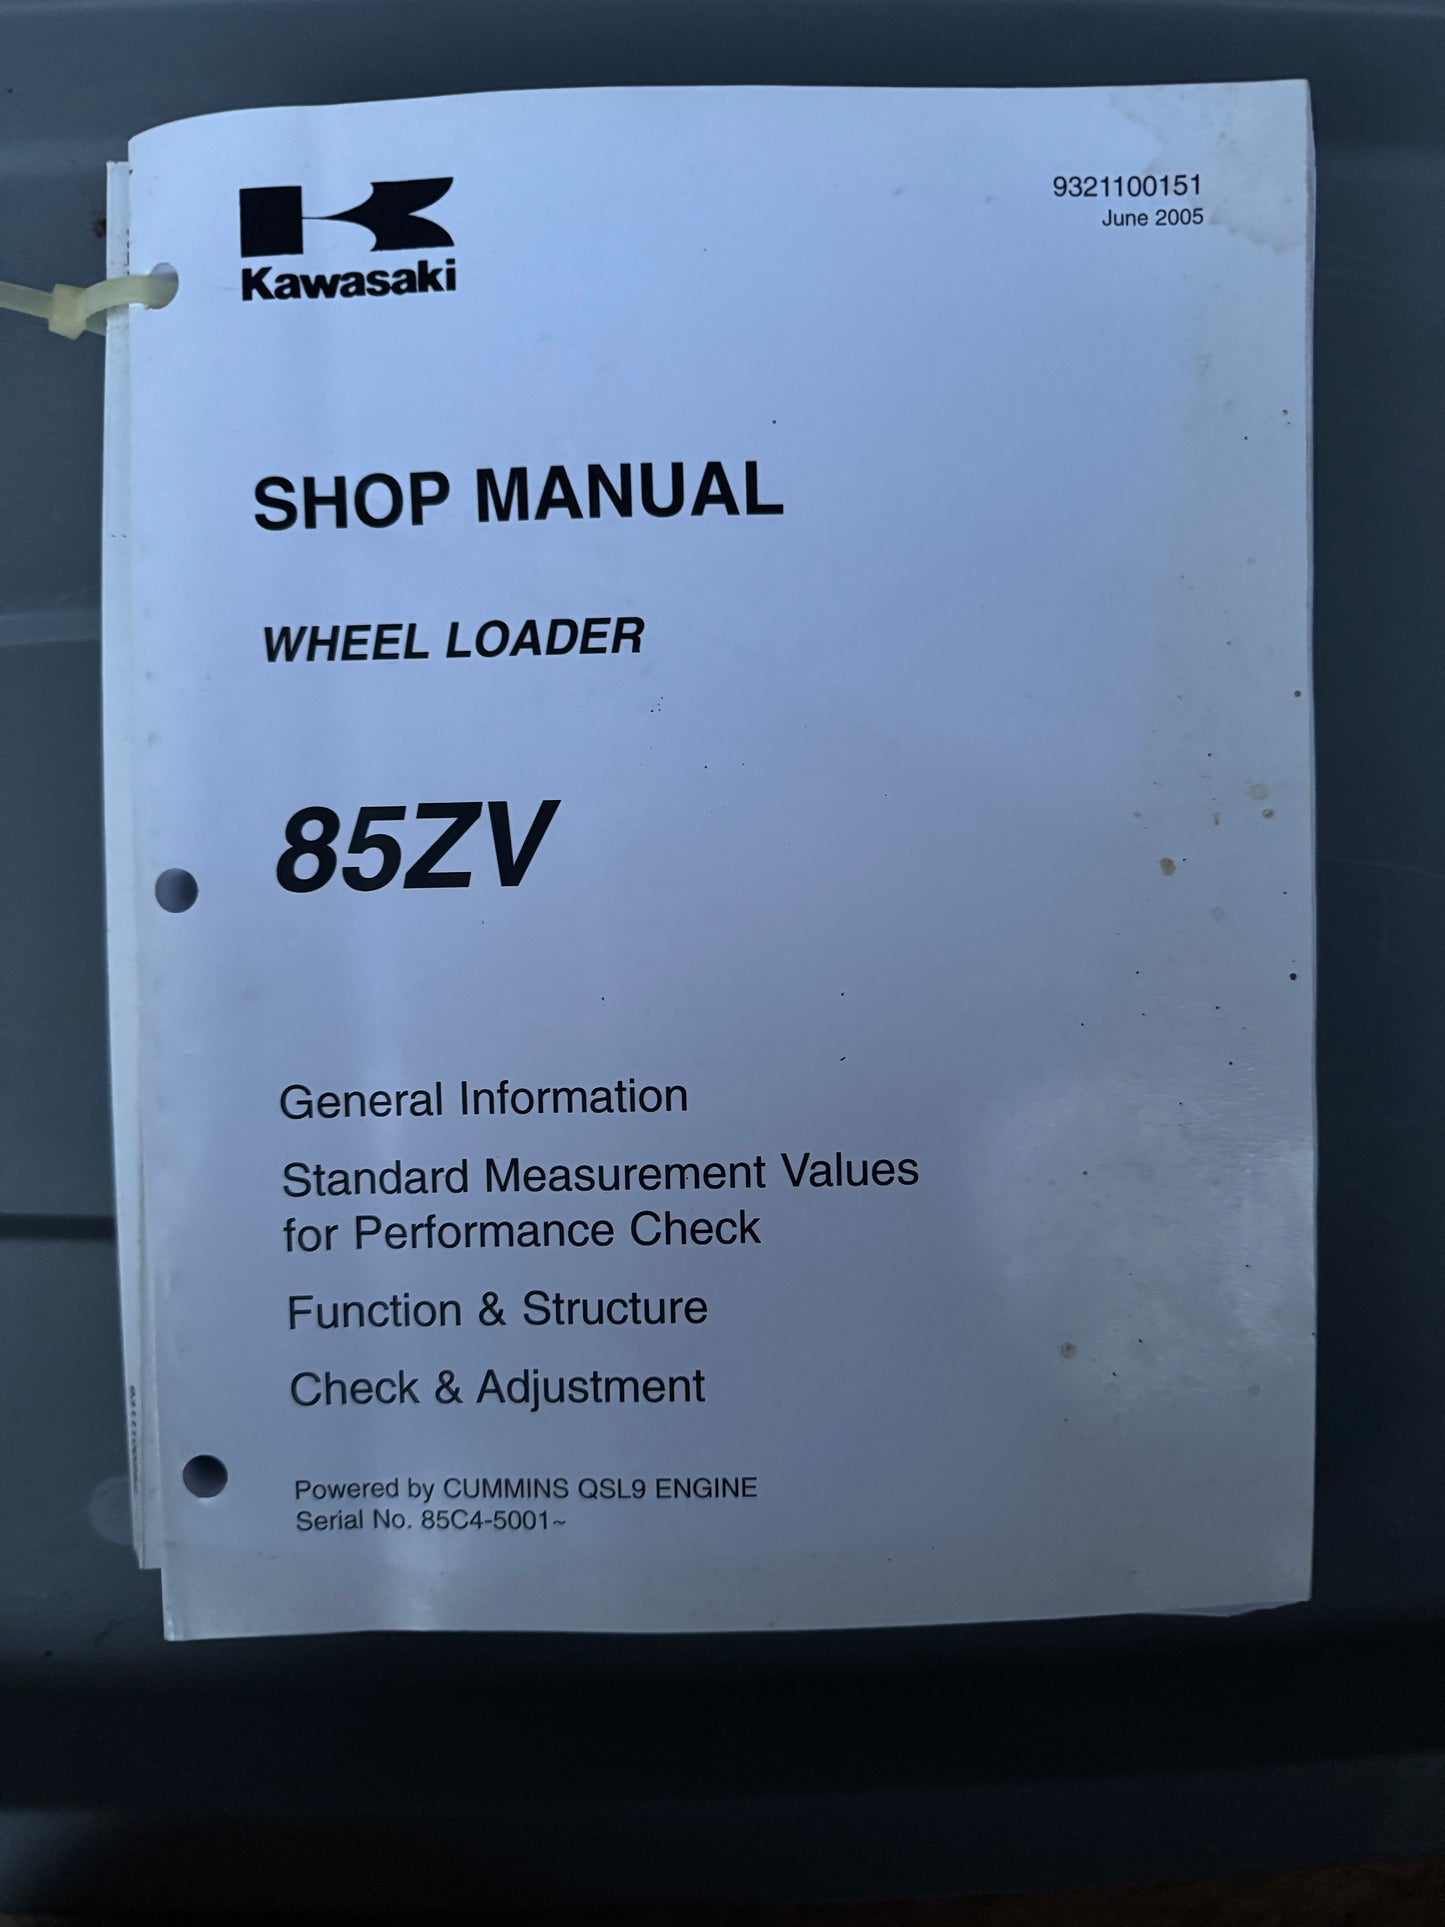 Kawasaki
9321100151
June 2005
SHOP MANUAL
WHEEL LOADER
85ZV
General Information
Standard Measurement Values
for Performance Check
Function & Structure
Check & Adjustment
Powered by CUMMINS QSL9 ENGINE
Serial No. 85C4-5001~